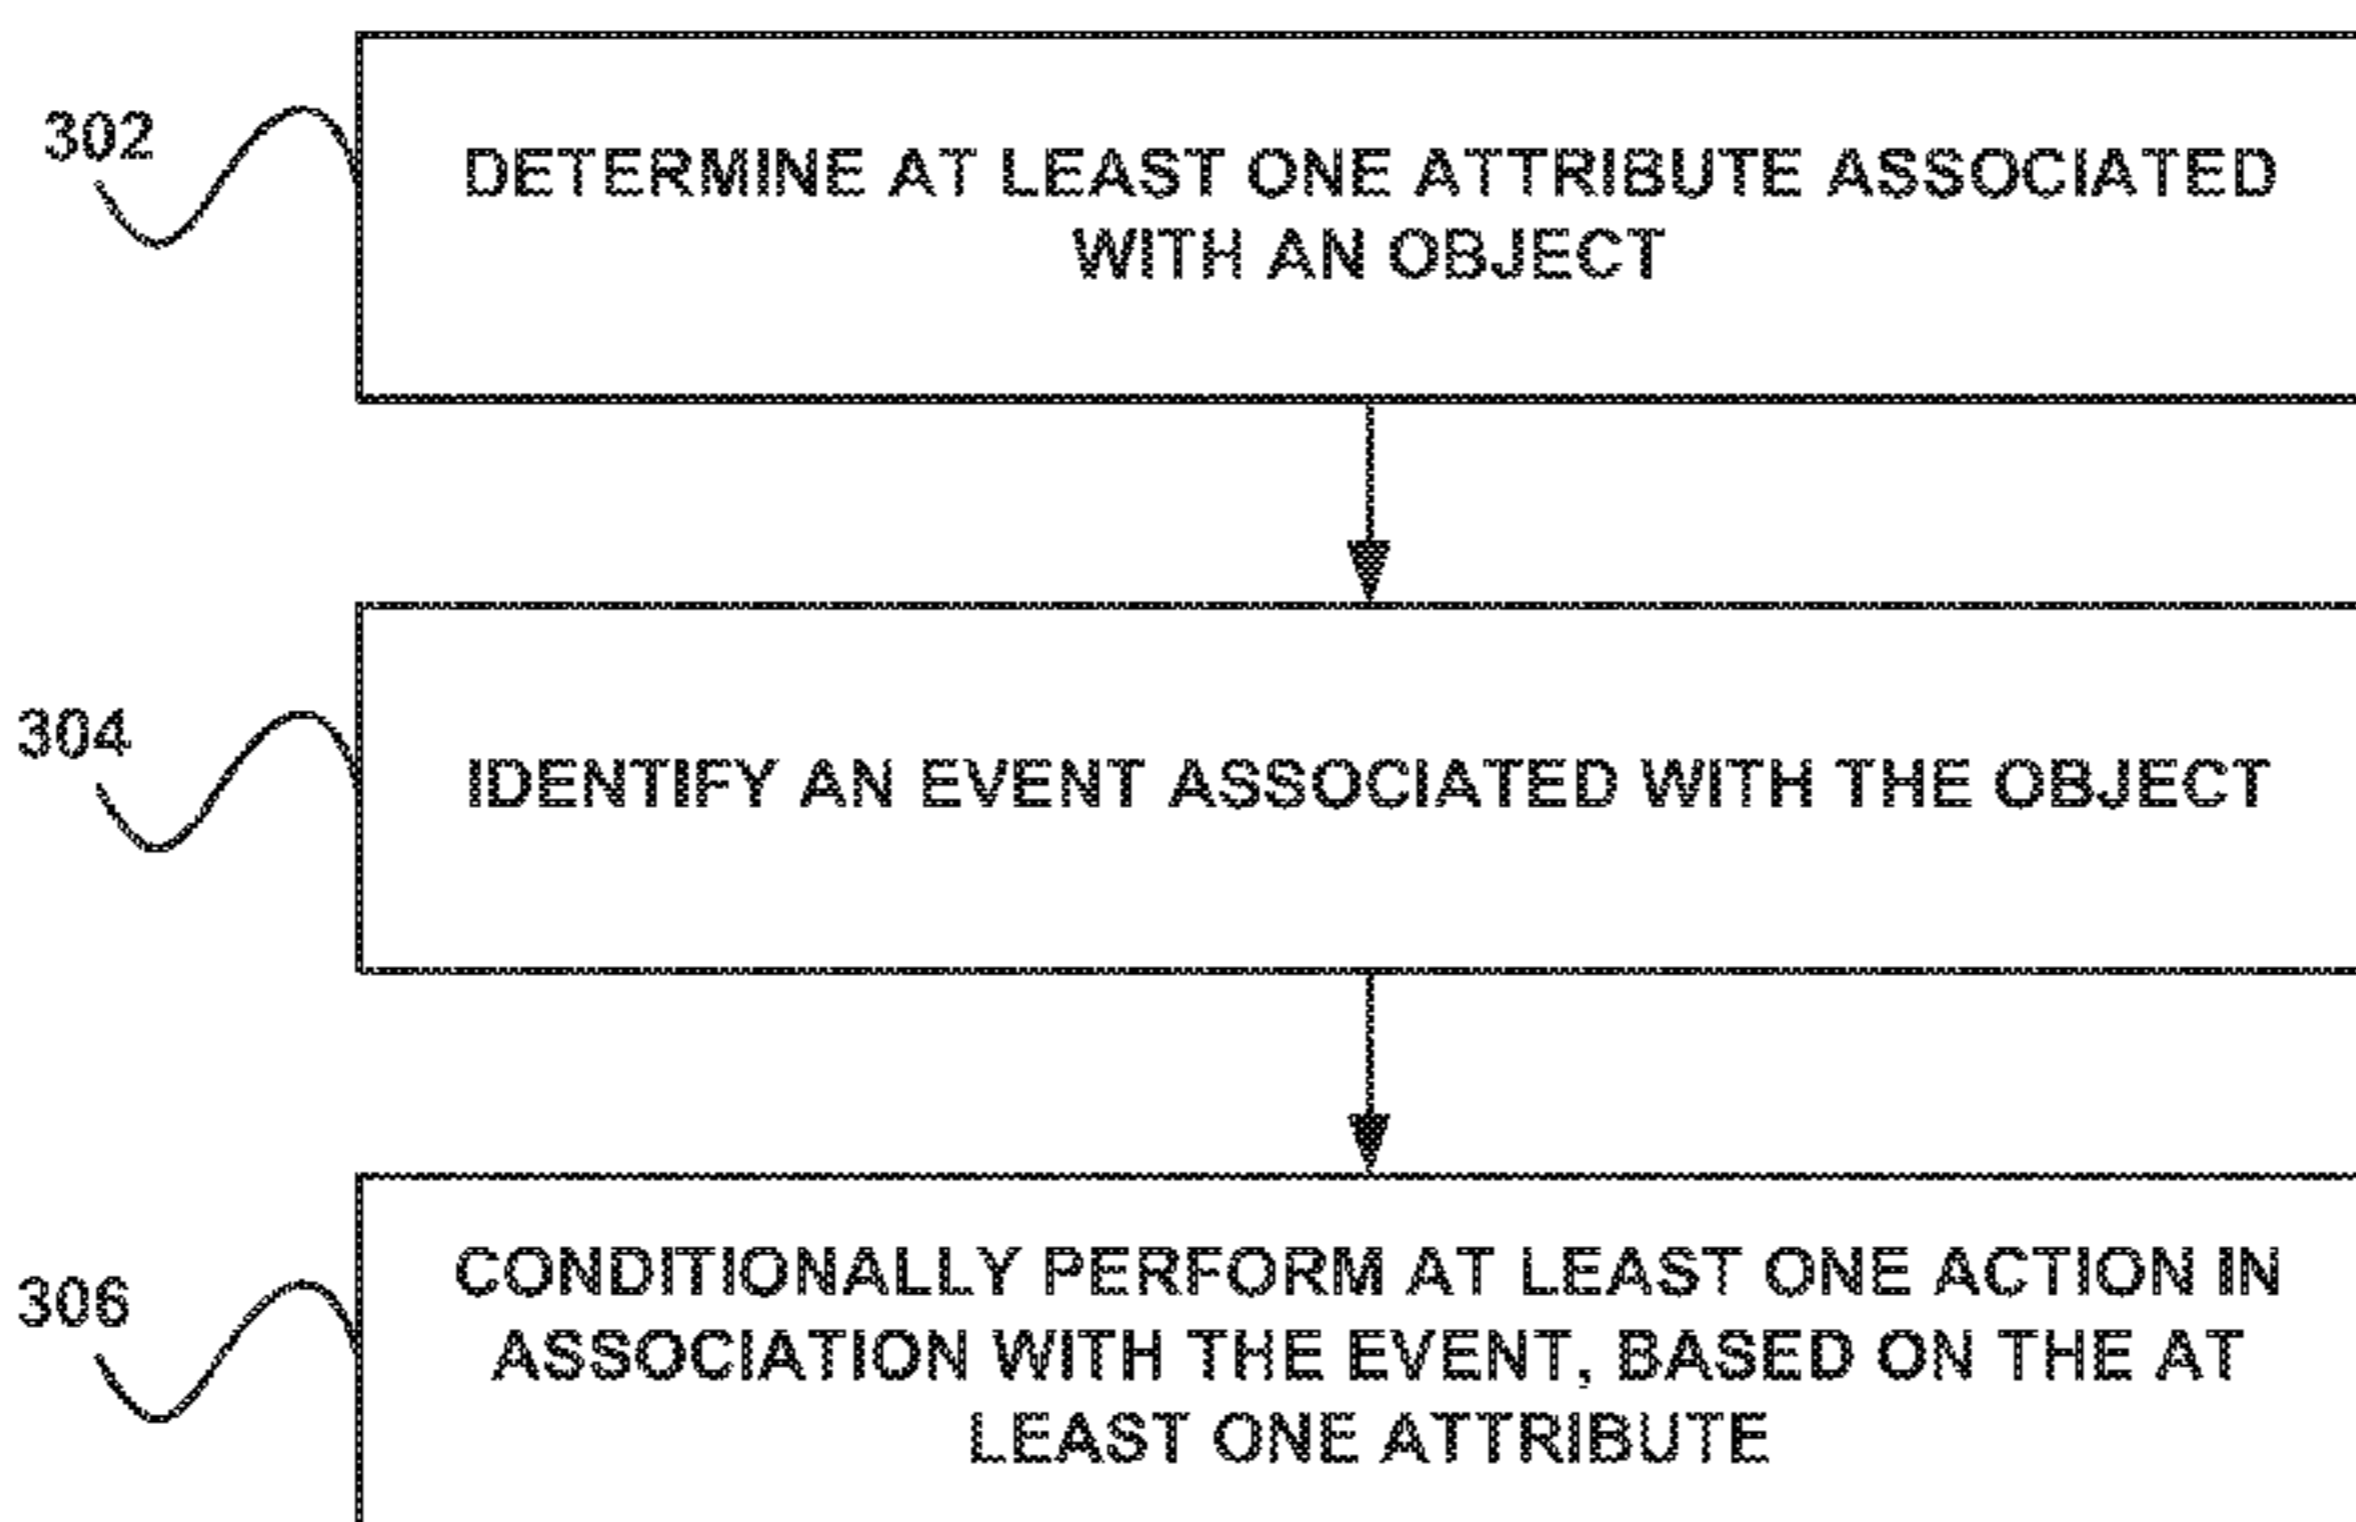 302
DETERMINE AT LEAST ONE ATTRIBUTE ASSOCIATED
WITH AN OBJECT
304
IDENTIFY AN EVENT ASSOCIATED WITH THE OBJECT
306
CONDITIONALLY PERFORM AT LEAST ONE ACTION IN
ASSOCIATION WITH THE EVENT, BASED ON THE AT
LEAST ONE ATTRIBUTE